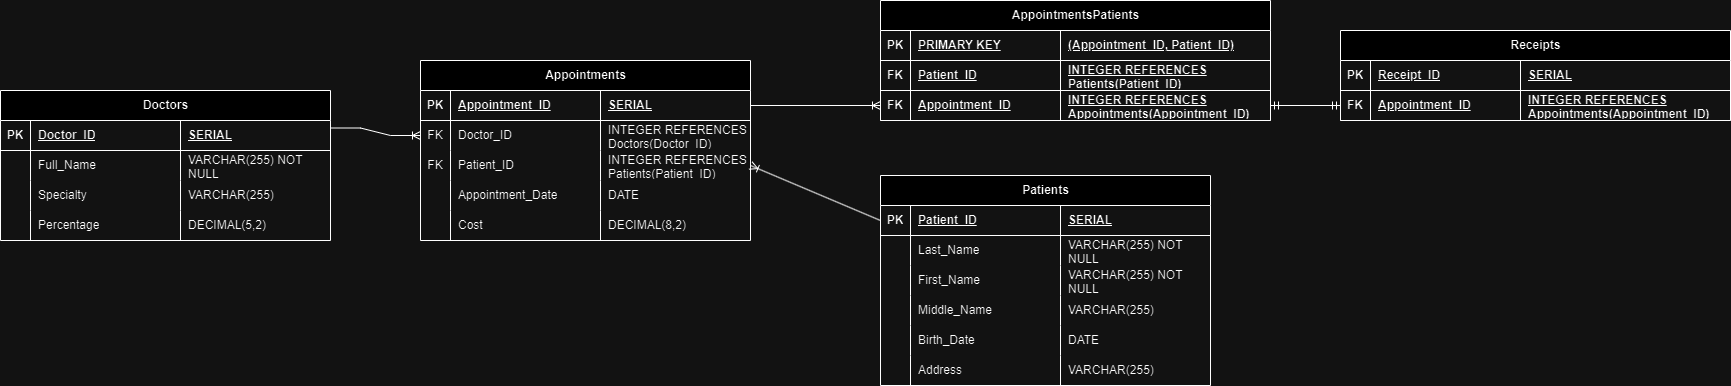 Doctors
PK Doctor_ID SERIAL
Full_Name VARCHAR(255) NOT
NULL
Specialty VARCHAR(255)
Percentage DECIMAL(5,2)
Appointments
PK Appointment_ID SERIAL
FK Doctor_ID INTEGER REFERENCES
Doctors(Doctor_ID)
FK Patient_ID INTEGER REFERENCES
Patients(Patient_ID)
Appointment_Date DATE
Cost DECIMAL(8,2)
AppointmentsPatients
PK PRIMARY KEY (Appointment_ID, Patient_ID)
FK Patient_ID INTEGER REFERENCES
Patients(Patient_ID)
FK Appointment_ID INTEGER REFERENCES
Appointments(Appointment_ID)
Receipts
PK Receipt_ID SERIAL
FK Appointment_ID INTEGER REFERENCES
Appointments(Appointment_ID)
Patients
PK Patient_ID SERIAL
Last_Name VARCHAR(255) NOT
NULL
First_Name VARCHAR(255) NOT
NULL
Middle_Name VARCHAR(255)
Birth_Date DATE
Address VARCHAR(255)